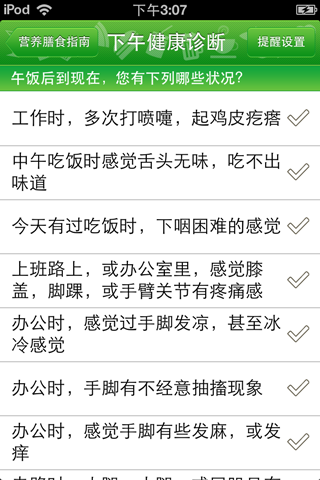 iPod 下午3:07
营养膳食指南 下午健康诊断 提醒设置
午饭后到现在，您有下列哪些状况？
工作时，多次打喷嚏，起鸡皮疙瘩
中午吃饭时感觉舌头无味，吃不出
味道
今天有过吃饭时，下咽困难的感觉
上班路上，或办公室里，感觉膝
盖，脚踝，或手臂关节有疼痛感
办公时，感觉过手脚发凉，甚至冰
冷感觉
办公时，手脚有不经意抽搐现象
办公时，感觉手脚有些发麻，或发
痒